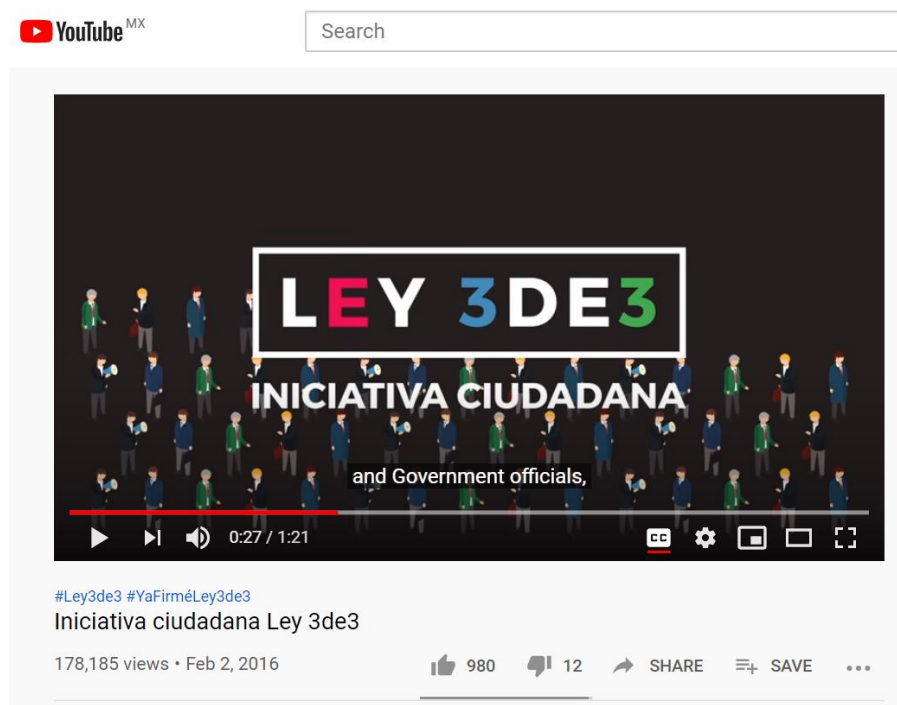 YouTube MX
Search
LEY 3DE3
INICIATIVA CIUDADANA
and Government officials,
0:27 / 1:21
CC
#Ley3de3 #YaFirméLey3de3
Iniciativa ciudadana Ley 3de3
178,185 views • Feb 2, 2016 980 12 SHARE SAVE